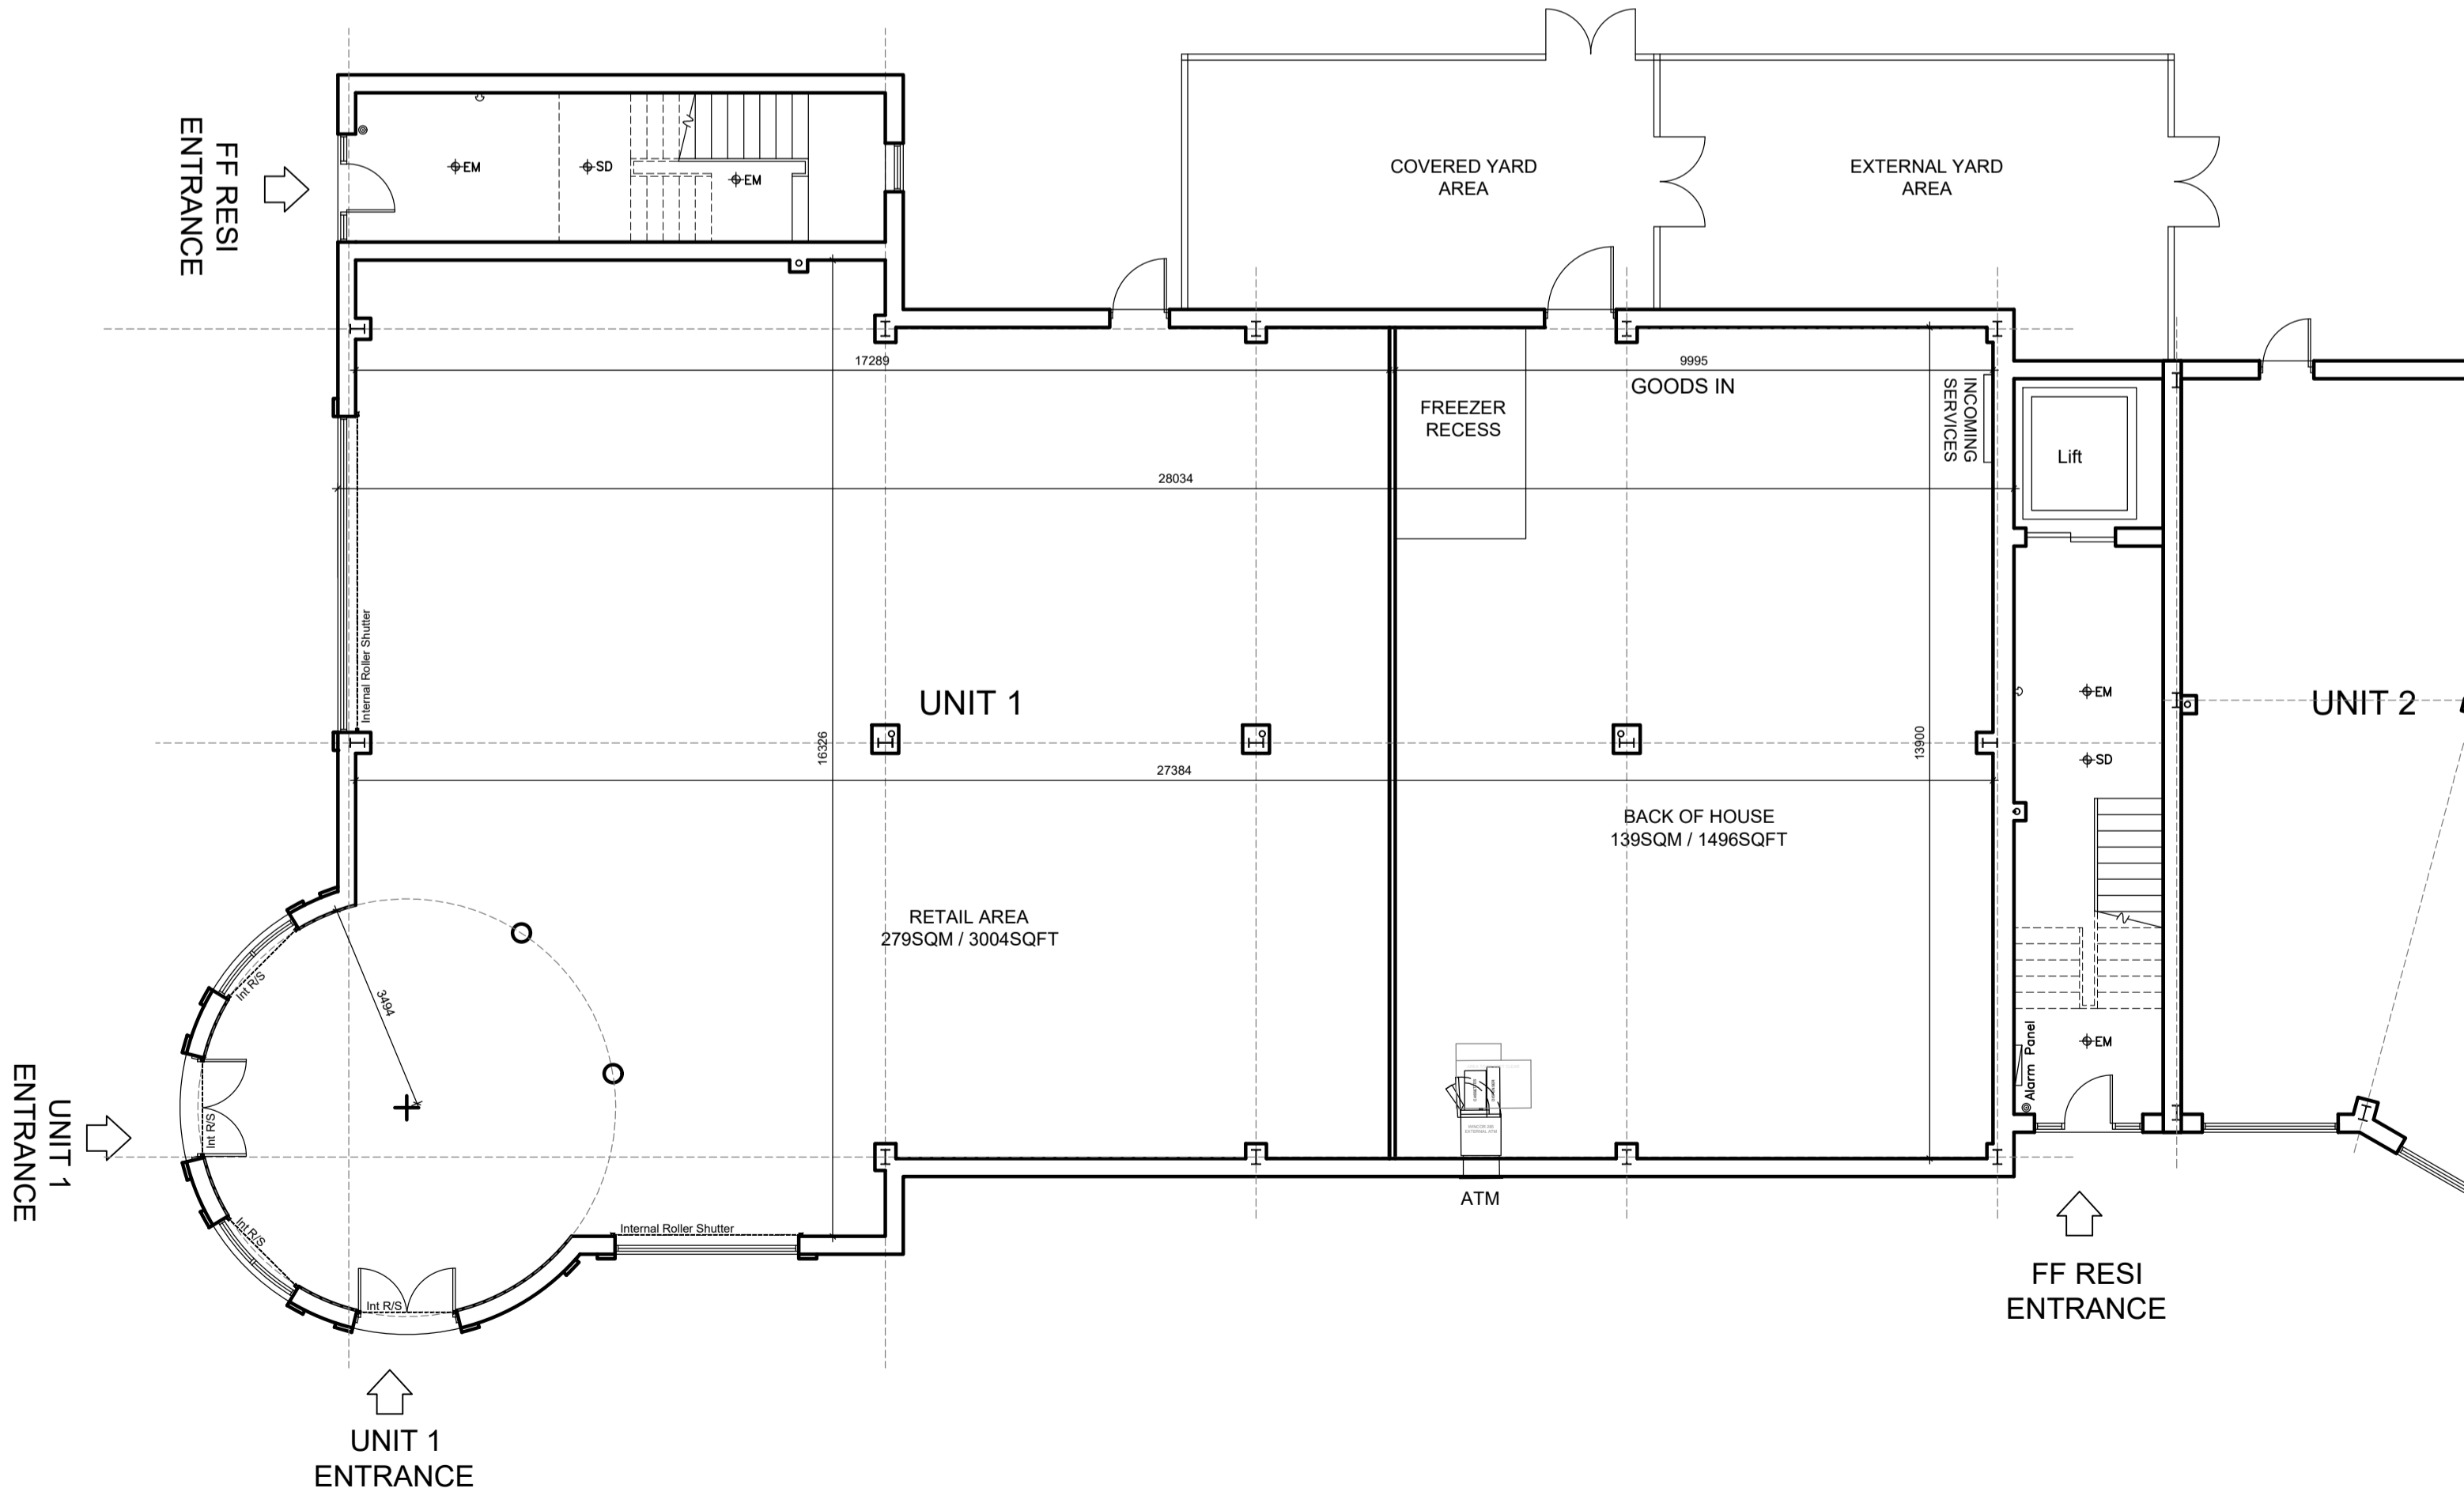 FF RESI
ENTRANCE
EM
SD
EM
COVERED YARD
AREA
EXTERNAL YARD
AREA
17289
9995
GOODS IN
FREEZER
RECESS
INCOMING
SERVICES
Lift
28034
Internal Roller Shutter
UNIT 1
UNIT 2
16326
13900
27384
EM
SD
BACK OF HOUSE
139SQM / 1496SQFT
RETAIL AREA
279SQM / 3004SQFT
Int R/S
3494
Int R/S
Int R/S
Int R/S
Internal Roller Shutter
EM
Alarm Panel
UNIT 1
ENTRANCE
EXTERNAL ATM
ATM
FF RESI
ENTRANCE
UNIT 1
ENTRANCE